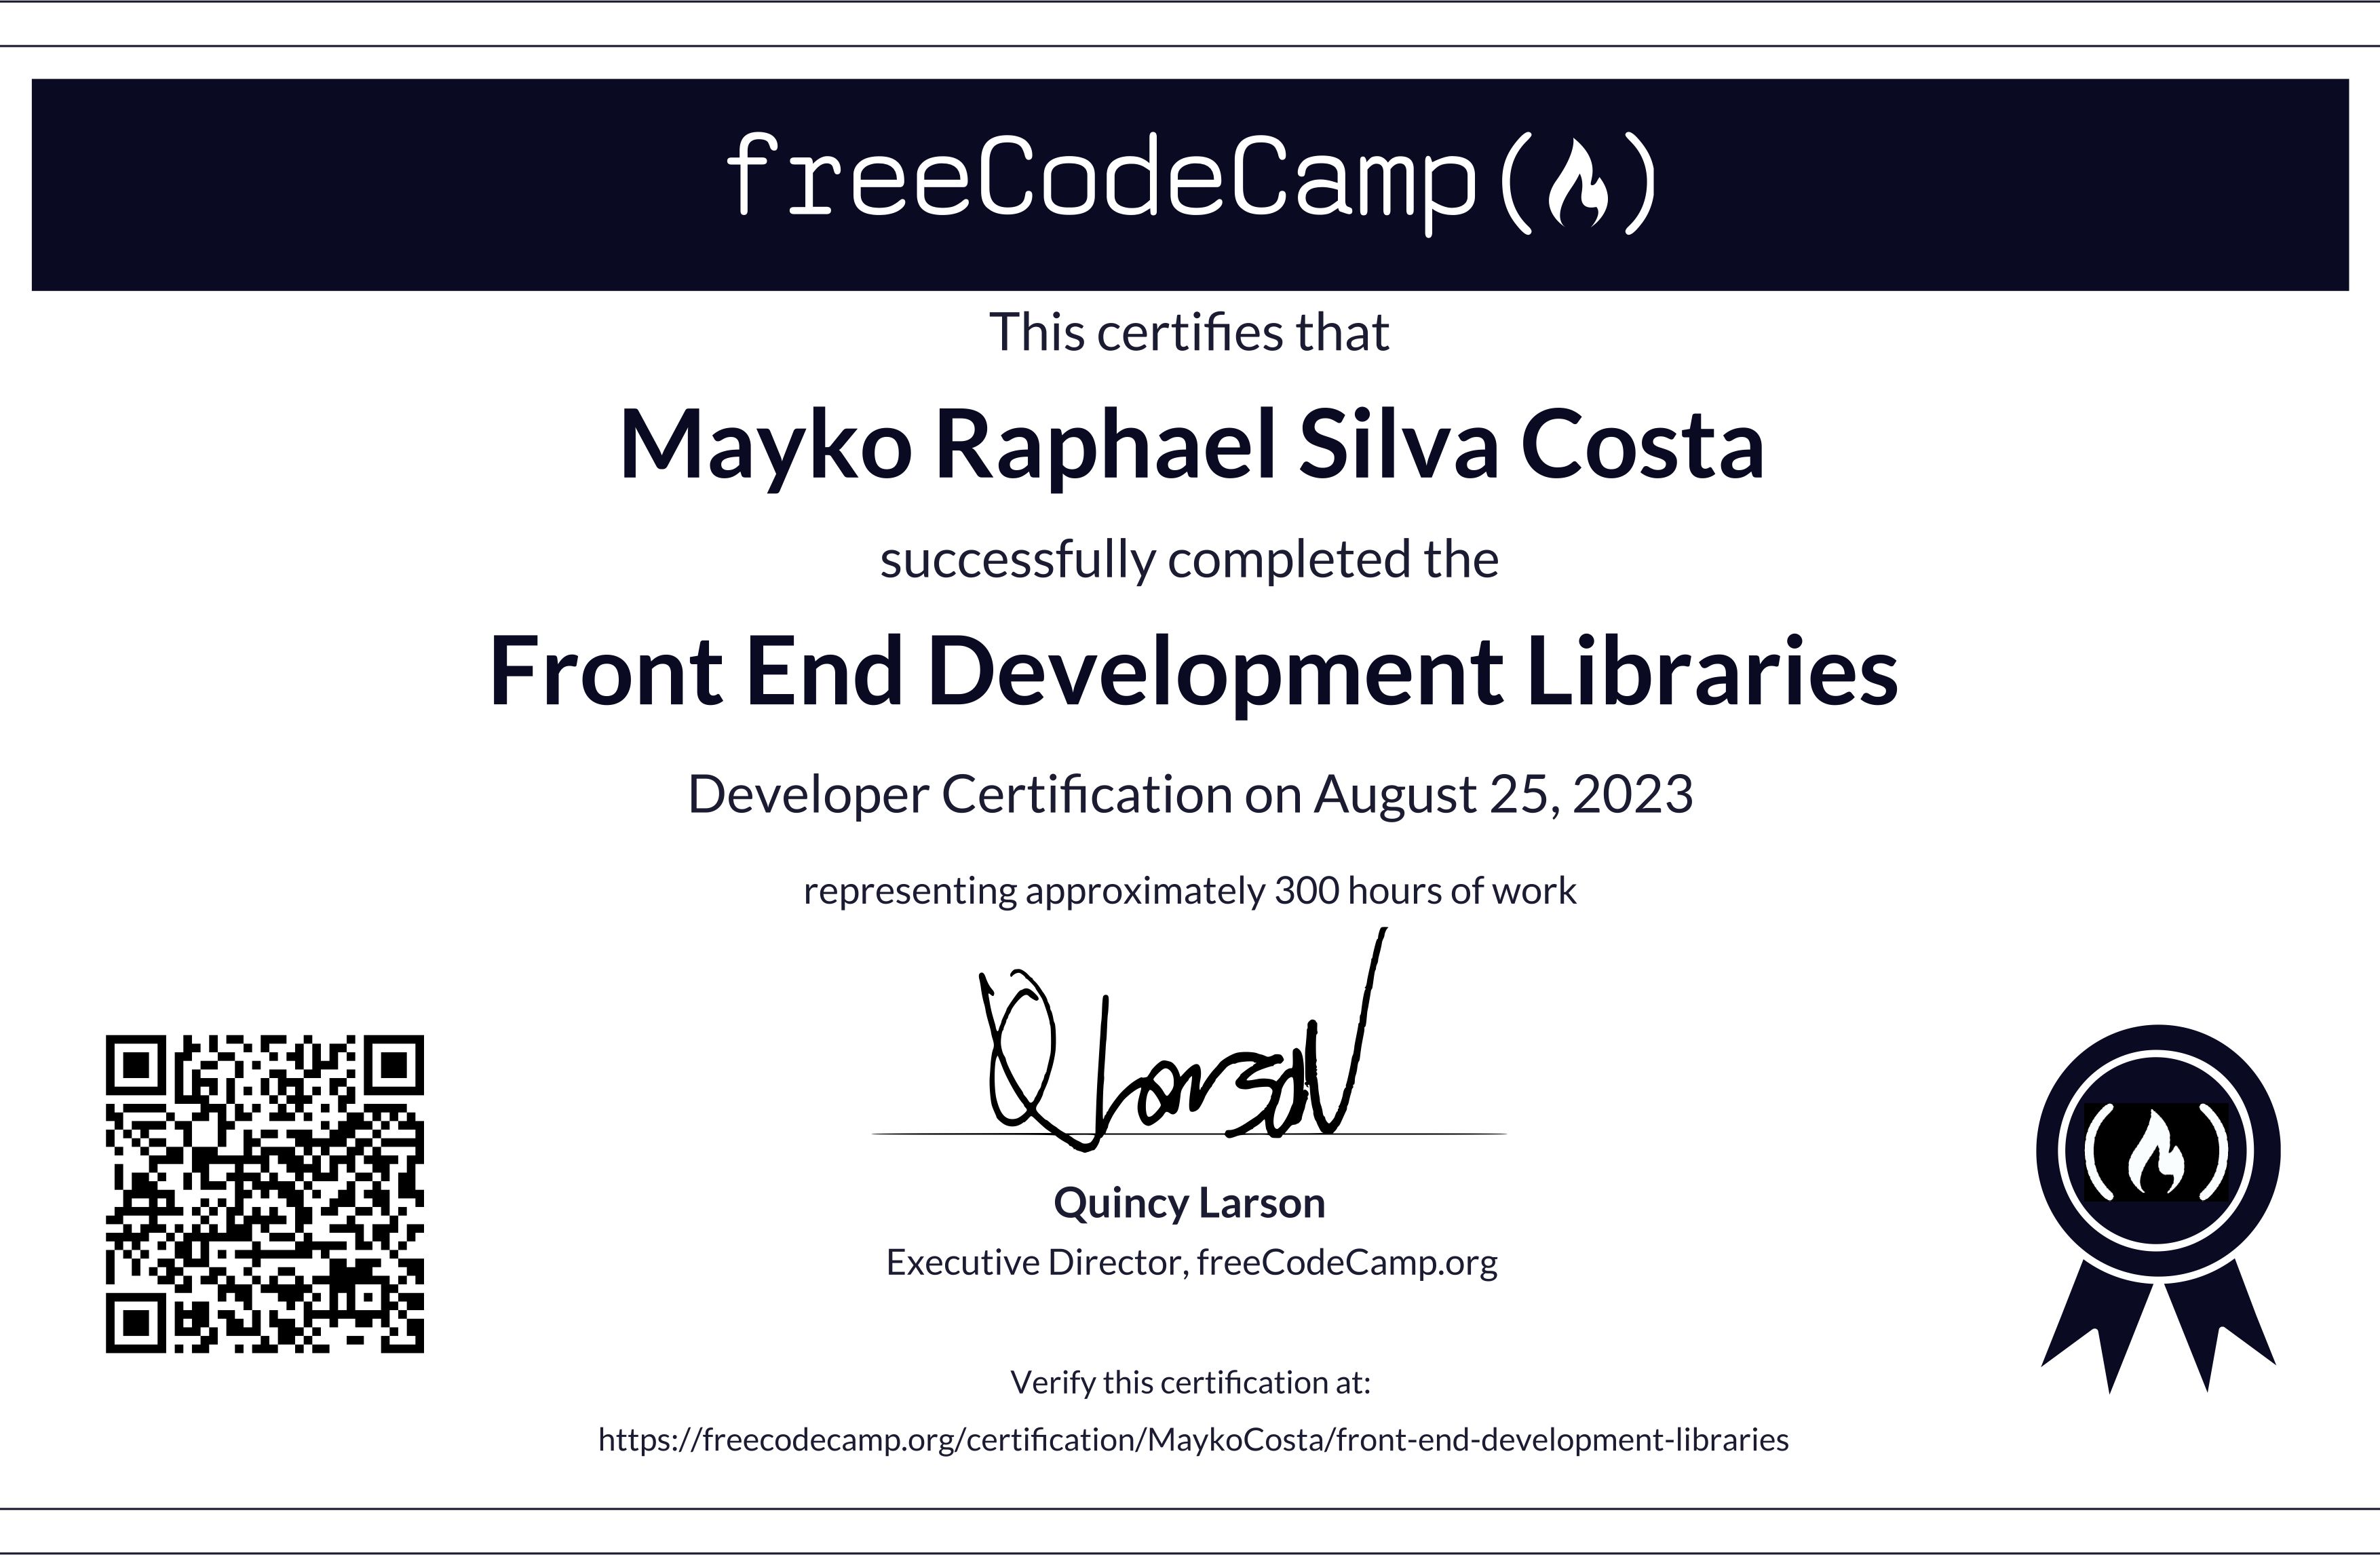 freeCodeCamp
This certifies that
Mayko Raphael Silva Costa
successfully completed the
Front End Development Libraries
Developer Certification on August 25, 2023
representing approximately 300 hours of work
Quincy Larson
Executive Director, freeCodeCamp.org
Verify this certification at:
https://freecodecamp.org/certification/MaykoCosta/front-end-development-libraries